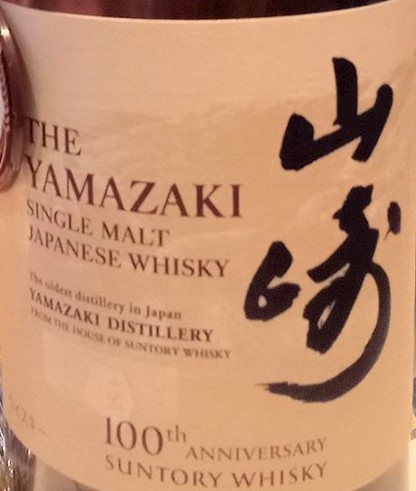 THE
YAMAZAKI
SINGLE MALT
JAPANESE WHISKY
The oldest distillery in Japan
YAMAZAKI DISTILLERY
FROM THE HOUSE OF SUNTORY WHISKY
100th ANNIVERSARY
SUNTORY WHISKY
山崎